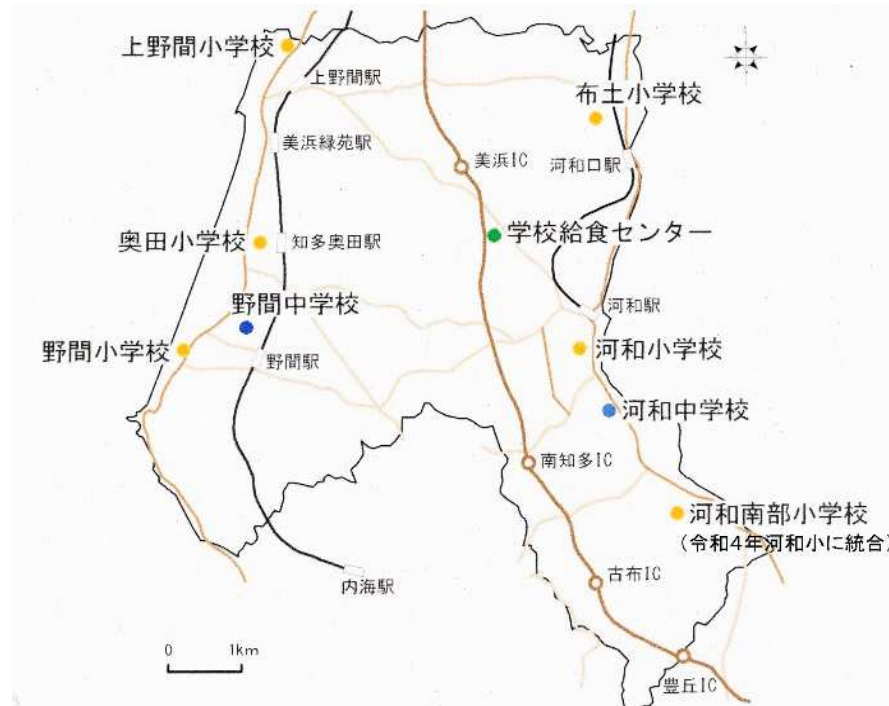 上野間小学校
上野間駅
布土小学校
美浜緑苑駅
美浜IC
河和口駅
奥田小学校
知多奥田駅
学校給食センター
野間中学校
河和駅
野間小学校
野間駅
河和小学校
河和中学校
南知多IC
河和南部小学校
(令和4年河和小に統合)
内海駅
古布IC
0 1km
豊丘IC